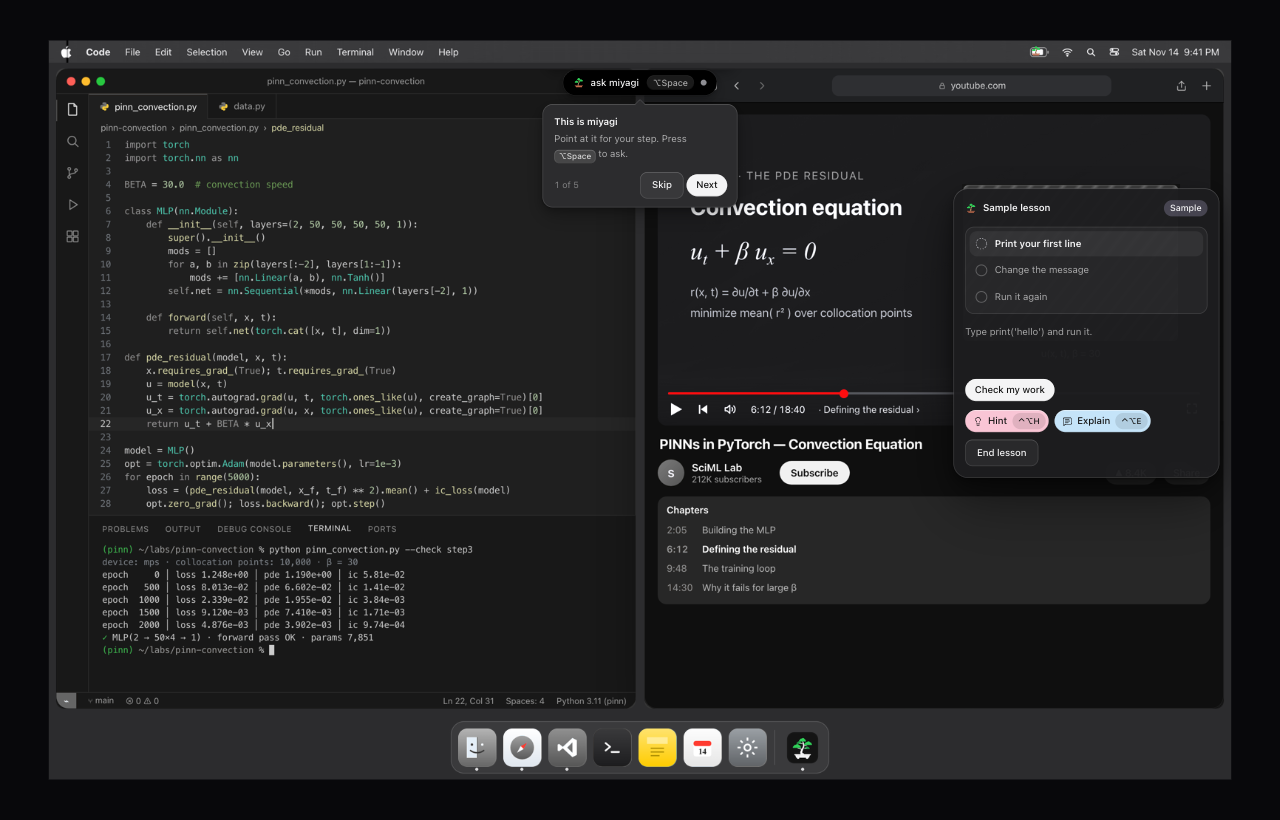 Code File Edit Selection View Go Run Terminal Window Help
Sat Nov 14 9:41 PM
pinn_convection.py — pinn-convection
ask miyagi ⌥Space
youtube.com
pinn_convection.py data.py
pinn-convection › pinn_convection.py › pde_residual
1 import torch
2 import torch.nn as nn
3
4 BETA = 30.0 # convection speed
5
6 class MLP(nn.Module):
7 def __init__(self, layers=(2, 50, 50, 50, 50, 1)):
8 super().__init__()
9 mods = []
10 for a, b in zip(layers[:-2], layers[1:-1]):
11 mods += [nn.Linear(a, b), nn.Tanh()]
12 self.net = nn.Sequential(*mods, nn.Linear(layers[-2], 1))
13
14 def forward(self, x, t):
15 return self.net(torch.cat([x, t], dim=1))
16
17 def pde_residual(model, x, t):
18 x.requires_grad_(True); t.requires_grad_(True)
19 u = model(x, t)
20 u_t = torch.autograd.grad(u, t, torch.ones_like(u), create_graph=True)[0]
21 u_x = torch.autograd.grad(u, x, torch.ones_like(u), create_graph=True)[0]
22 return u_t + BETA * u_x
23
24 model = MLP()
25 opt = torch.optim.Adam(model.parameters(), lr=1e-3)
26 for epoch in range(5000):
27 loss = (pde_residual(model, x_f, t_f) ** 2).mean() + ic_loss(model)
28 opt.zero_grad(); loss.backward(); opt.step()
PROBLEMS OUTPUT DEBUG CONSOLE TERMINAL PORTS
(pinn) ~/labs/pinn-convection % python pinn_convection.py --check step3
device: mps · collocation points: 10,000 · β = 30
epoch 0 | loss 1.248e+00 | pde 1.190e+00 | ic 5.81e-02
epoch 500 | loss 8.013e-02 | pde 6.602e-02 | ic 1.41e-02
epoch 1000 | loss 2.339e-02 | pde 1.955e-02 | ic 3.84e-03
epoch 1500 | loss 9.120e-03 | pde 7.410e-03 | ic 1.71e-03
epoch 2000 | loss 4.876e-03 | pde 3.902e-03 | ic 9.74e-04
✓ MLP(2 → 50×4 → 1) · forward pass OK · params 7,851
(pinn) ~/labs/pinn-convection %
main 0 0 Ln 22, Col 31 Spaces: 4 Python 3.11 (pinn)
This is miyagi
Point at it for your step. Press
⌥Space to ask.
1 of 5 Skip Next
· THE PDE RESIDUAL
Convection equation
u_t + β u_x = 0
r(x, t) = ∂u/∂t + β ∂u/∂x
minimize mean( r² ) over collocation points
6:12 / 18:40 · Defining the residual ›
PINNs in PyTorch — Convection Equation
S SciML Lab
212K subscribers
Subscribe
Chapters
2:05 Building the MLP
6:12 Defining the residual
9:48 The training loop
14:30 Why it fails for large β
Sample lesson Sample
Print your first line
Change the message
Run it again
Type print('hello') and run it.
Check my work
Hint ^⌥H Explain ^⌥E
End lesson
14